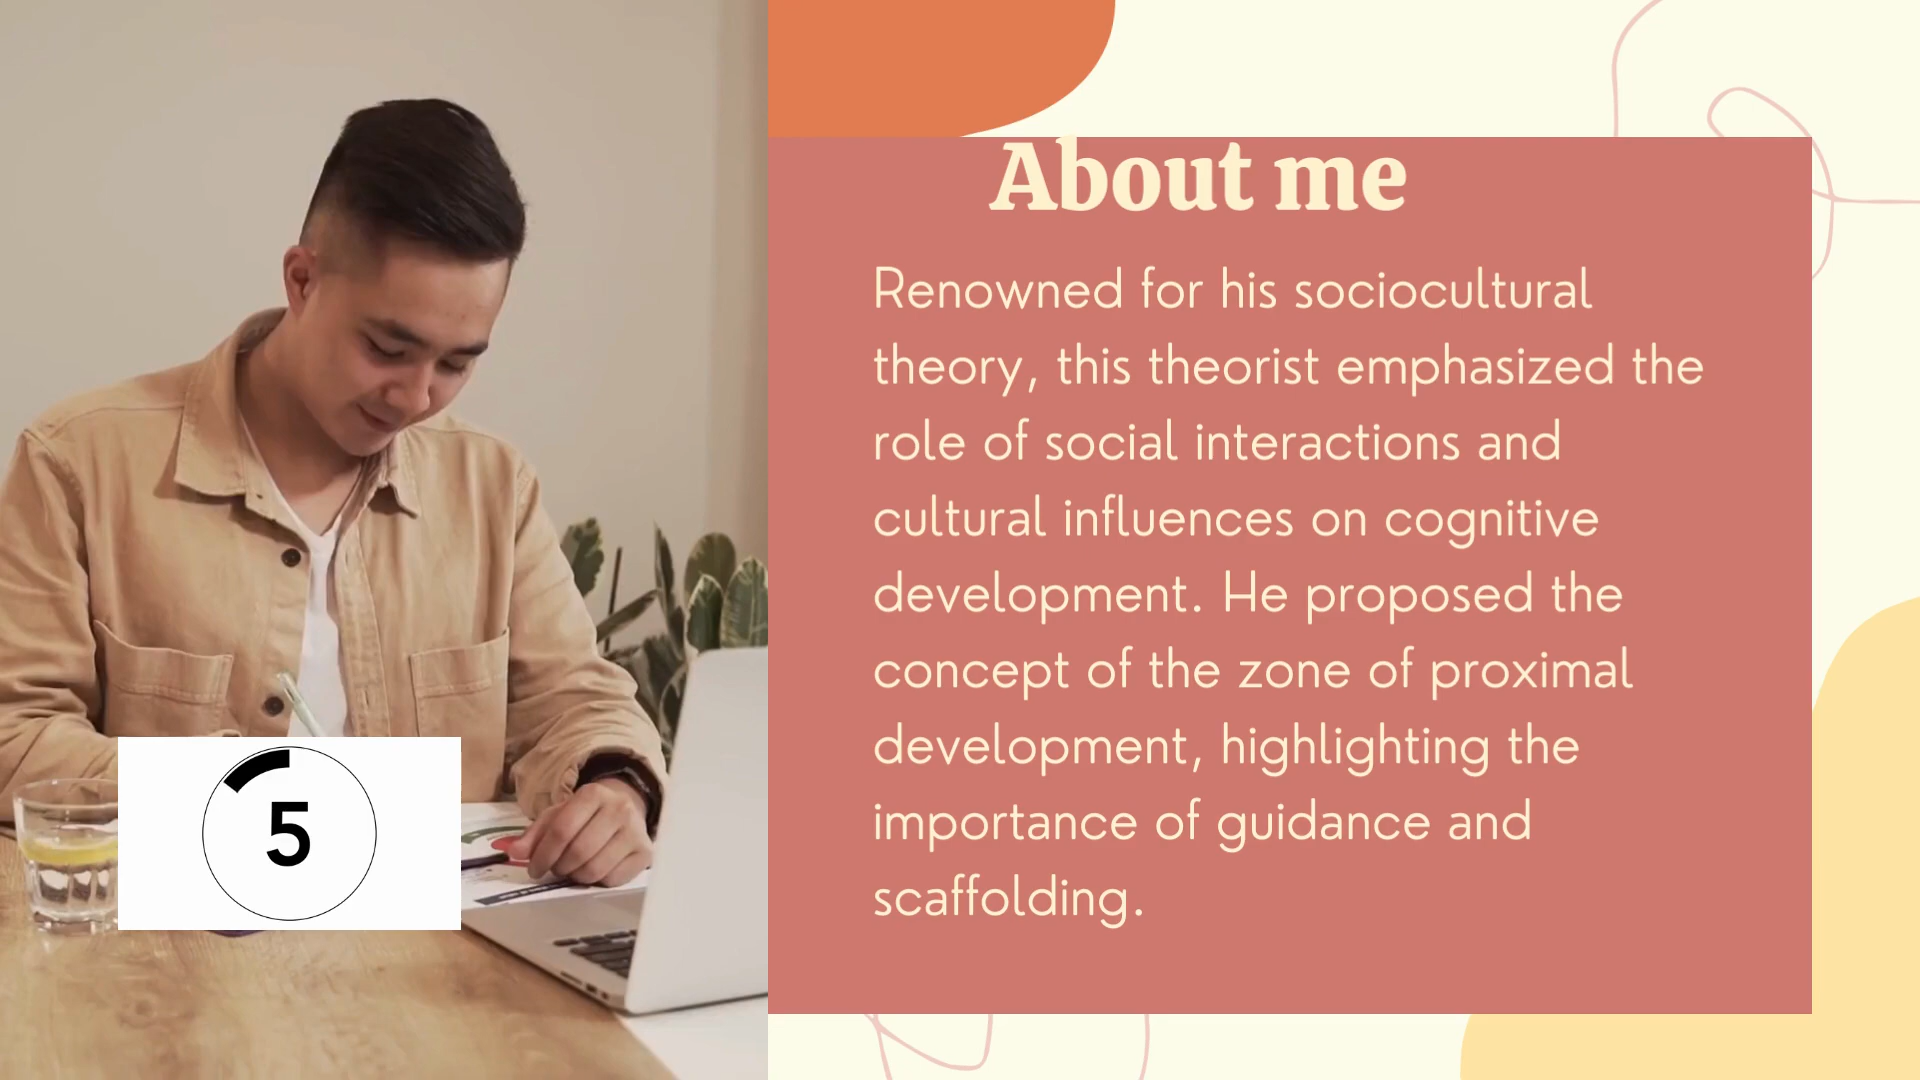 About me
Renowned for his sociocultural
theory, this theorist emphasized the
role of social interactions and
cultural influences on cognitive
development. He proposed the
concept of the zone of proximal
development, highlighting the
importance of guidance and
scaffolding.
5